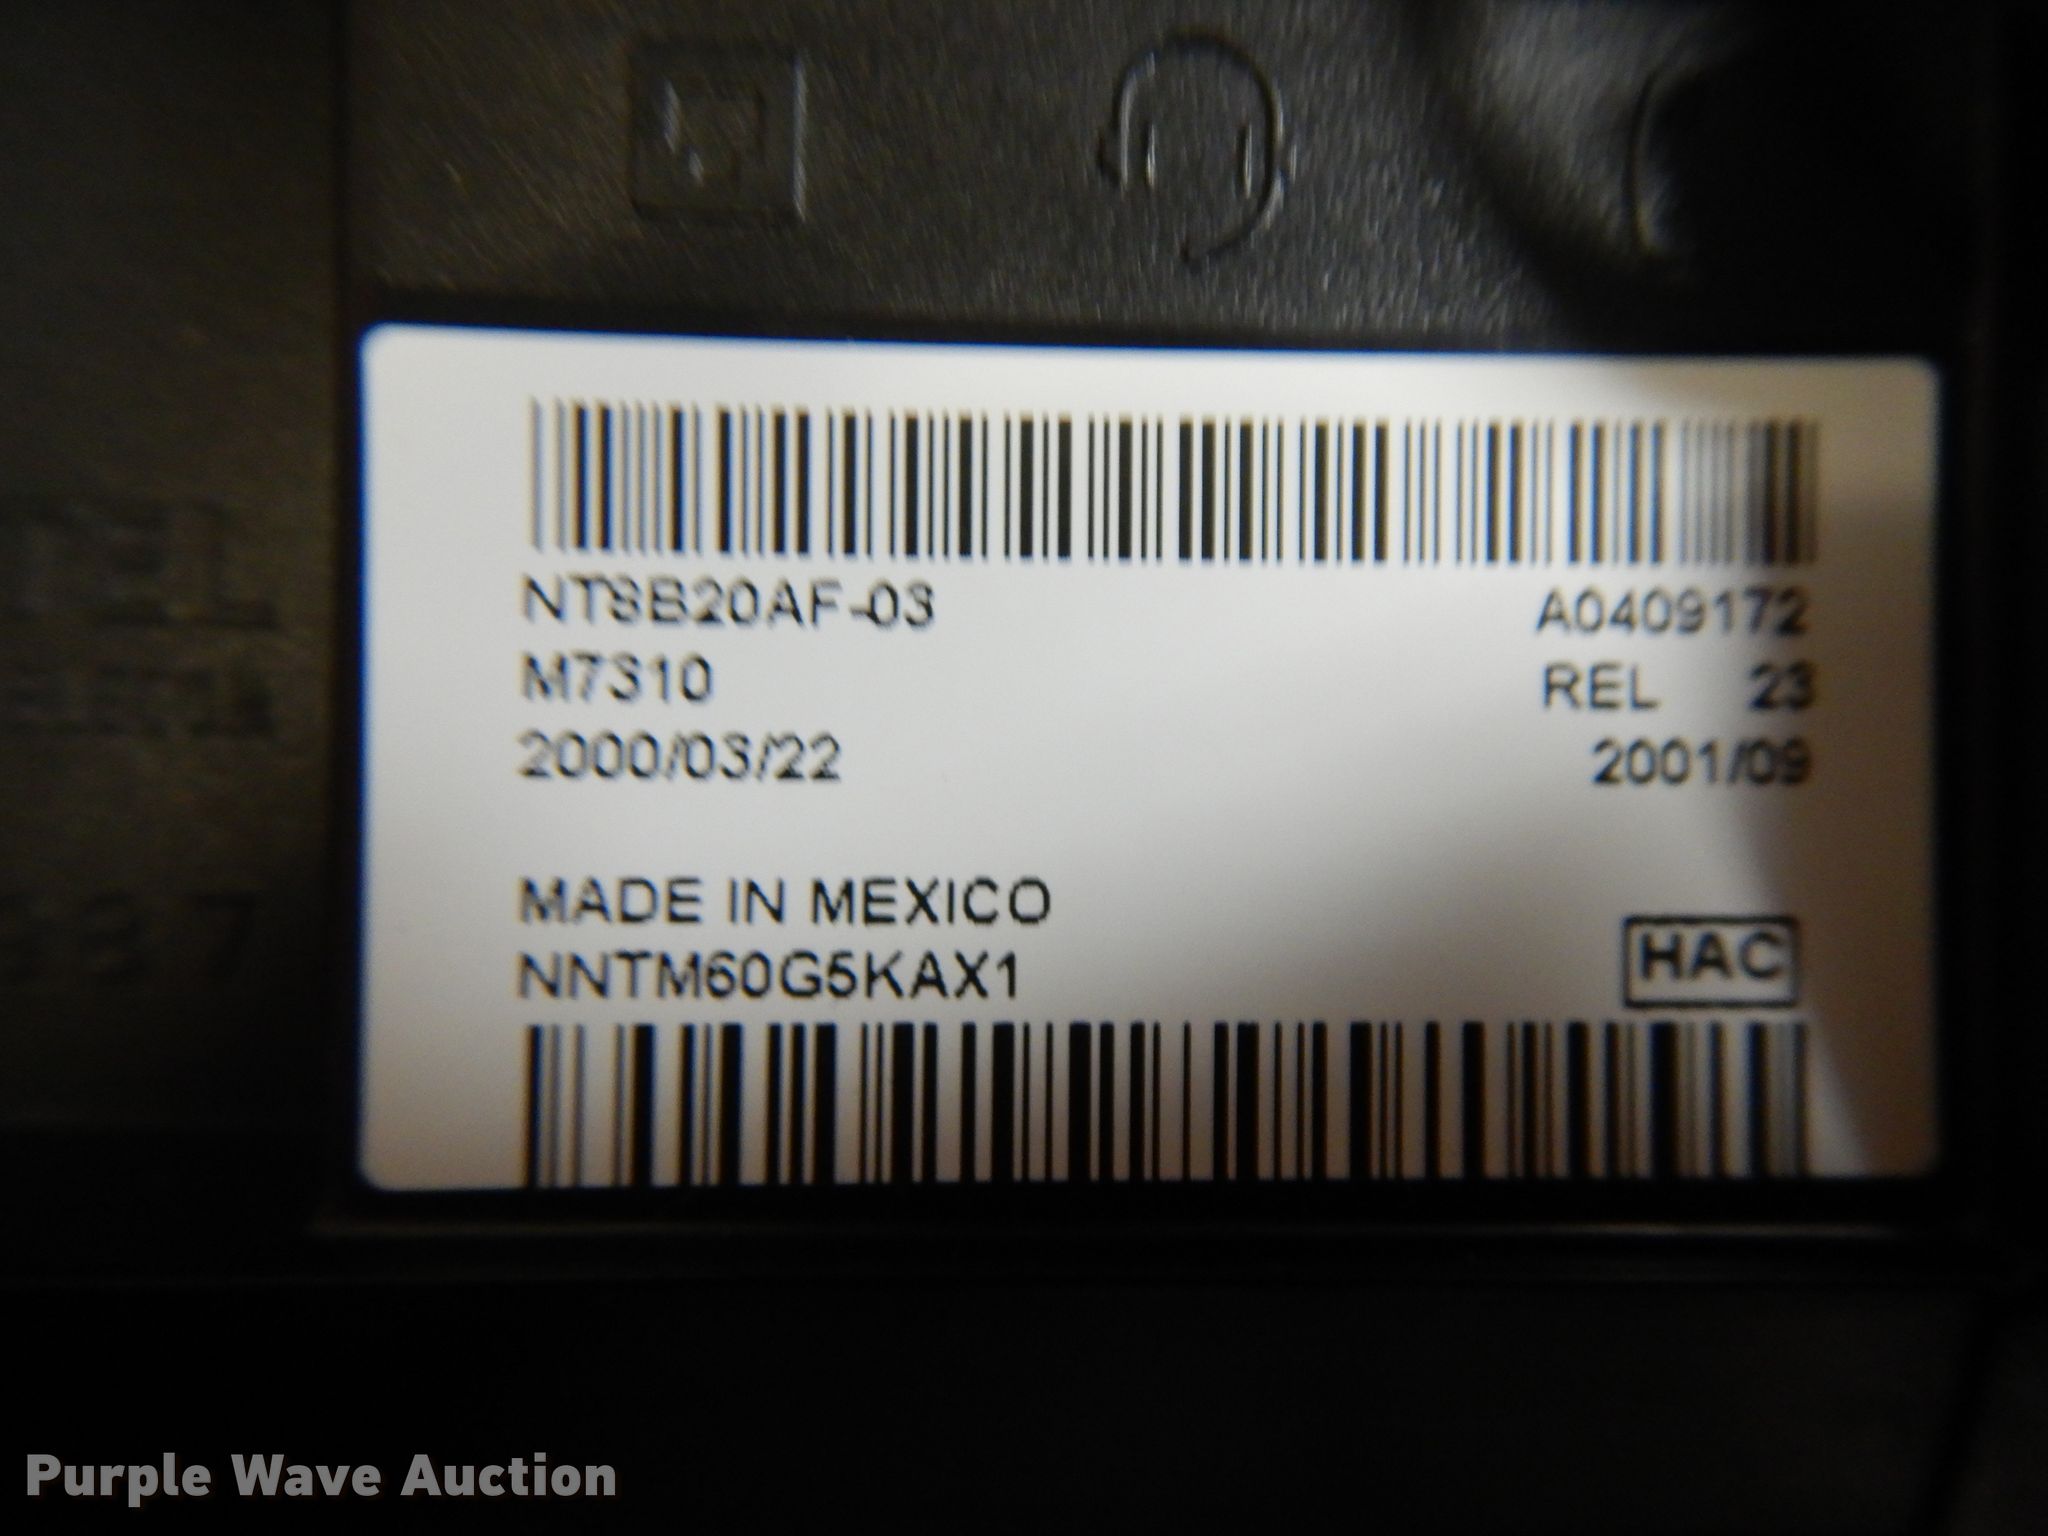 NT8B20AF-03 A0409172
M7310 REL 23
2000/03/22 2001/09
MADE IN MEXICO
NNTM60G5KAX1 HAC
Purple Wave Auction